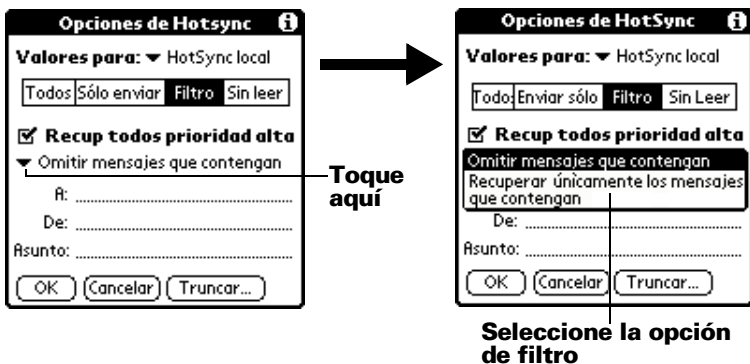 Opciones de Hotsync i
Valores para: HotSync local
Todos Sólo enviar Filtro Sin leer
Recup todos prioridad alta
Omitir mensajes que contengan
A:
De:
Asunto:
OK Cancelar Truncar...
Toque
aquí
Opciones de HotSync i
Valores para: HotSync local
Todo: Enviar sólo Filtro Sin Leer
Recup todos prioridad alta
Omitir mensajes que contengan
Recuperar únicamente los mensajes
que contengan
De:
Asunto:
OK Cancelar Truncar...
Seleccione la opción
de filtro